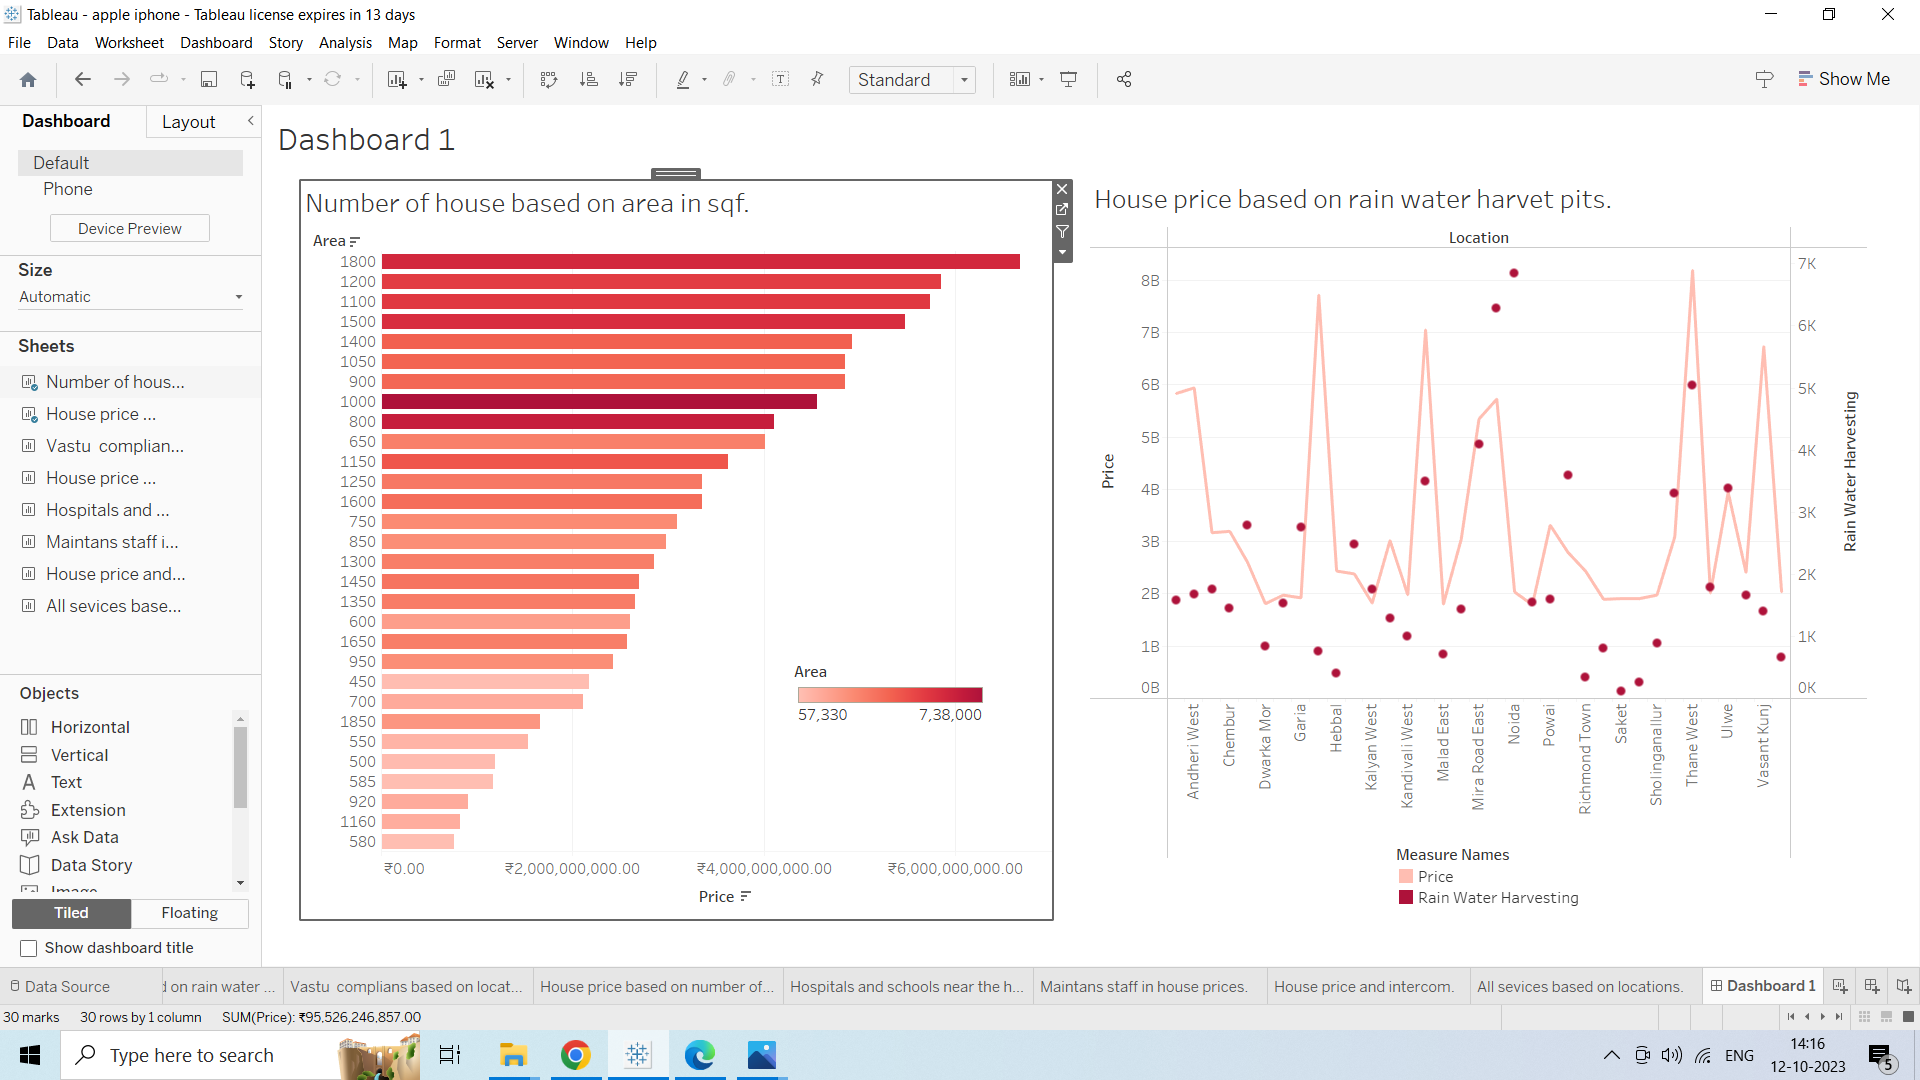 Tableau - apple iphone - Tableau license expires in 13 days
File Data Worksheet Dashboard Story Analysis Map Format Server Window Help
Standard
Show Me
Dashboard
Layout
Default
Phone
Device Preview
Size
Automatic
Sheets
Number of hous...
House price ...
Vastu complian...
House price ...
Hospitals and ...
Maintans staff i...
House price and...
All sevices base...
Objects
Horizontal
Vertical
Text
Extension
Ask Data
Data Story
Tiled
Floating
Show dashboard title
Dashboard 1
Number of house based on area in sqf.
Area
1800
1200
1100
1500
1400
1050
900
1000
800
650
1150
1250
1600
750
850
1300
1450
1350
600
1650
950
450
700
1850
550
500
585
920
1160
580
₹0.00
₹2,000,000,000.00
₹4,000,000,000.00
₹6,000,000,000.00
Price
Area
57,330
7,38,000
House price based on rain water harvet pits.
Location
Price
8B
7B
6B
5B
4B
3B
2B
1B
0B
7K
6K
5K
4K
3K
2K
1K
0K
Rain Water Harvesting
Andheri West
Chembur
Dwarka Mor
Garia
Hebbal
Kalyan West
Kandivali West
Malad East
Mira Road East
Noida
Powai
Richmond Town
Saket
Sholinganallur
Thane West
Ulwe
Vasant Kunj
Measure Names
Price
Rain Water Harvesting
Data Source
d on rain water ...
Vastu complians based on locat...
House price based on number of...
Hospitals and schools near the h...
Maintans staff in house prices.
House price and intercom.
All sevices based on locations.
Dashboard 1
30 marks
30 rows by 1 column
SUM(Price): ₹95,526,246,857.00
Type here to search
ENG
14:16
12-10-2023
5